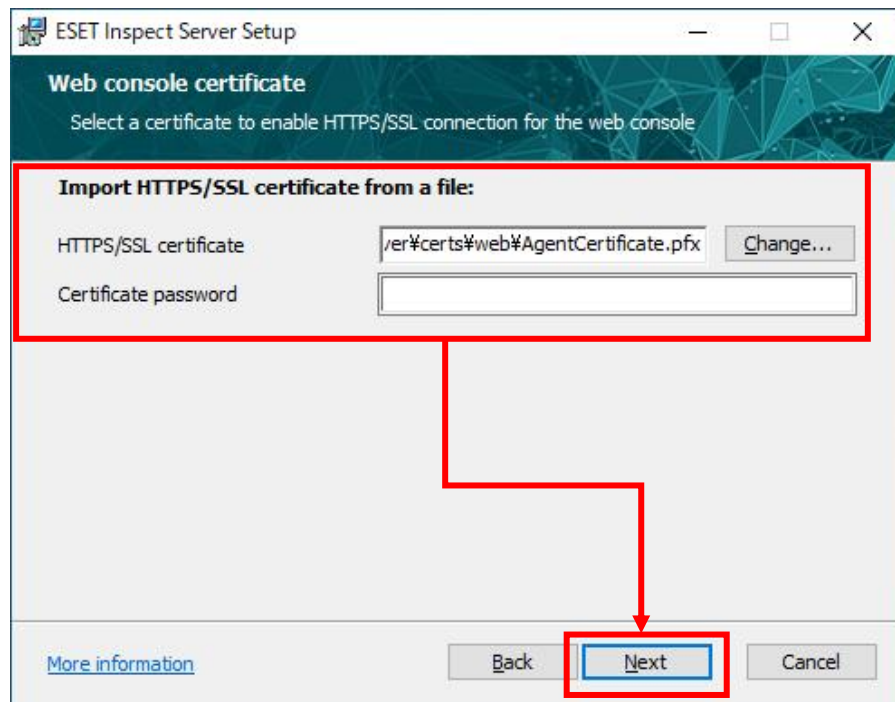 ESET Inspect Server Setup
Web console certificate
Select a certificate to enable HTTPS/SSL connection for the web console
Import HTTPS/SSL certificate from a file:
HTTPS/SSL certificate
/er¥certs¥web¥AgentCertificate.pfx
Change...
Certificate password
More information
Back
Next
Cancel